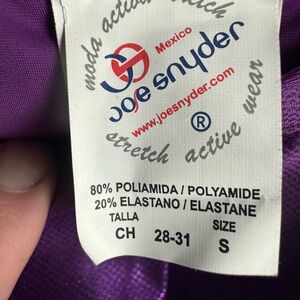 moda active stretch
Mexico
joe snyder
www.joesnyder.com
®
stretch active wear
80% POLIAMIDA / POLYAMIDE
20% ELASTANO / ELASTANE
TALLA SIZE
CH 28-31 S